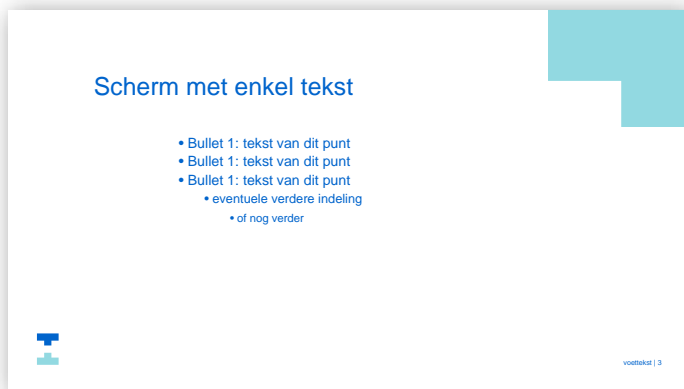 Scherm met enkel tekst
• Bullet 1: tekst van dit punt
• Bullet 1: tekst van dit punt
• Bullet 1: tekst van dit punt
• eventuele verdere indeling
• of nog verder
voettekst | 3